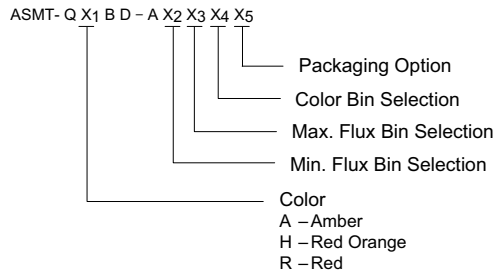 ASMT- Q X1 B D – A X2 X3 X4 X5
Packaging Option
Color Bin Selection
Max. Flux Bin Selection
Min. Flux Bin Selection
Color
A – Amber
H – Red Orange
R – Red